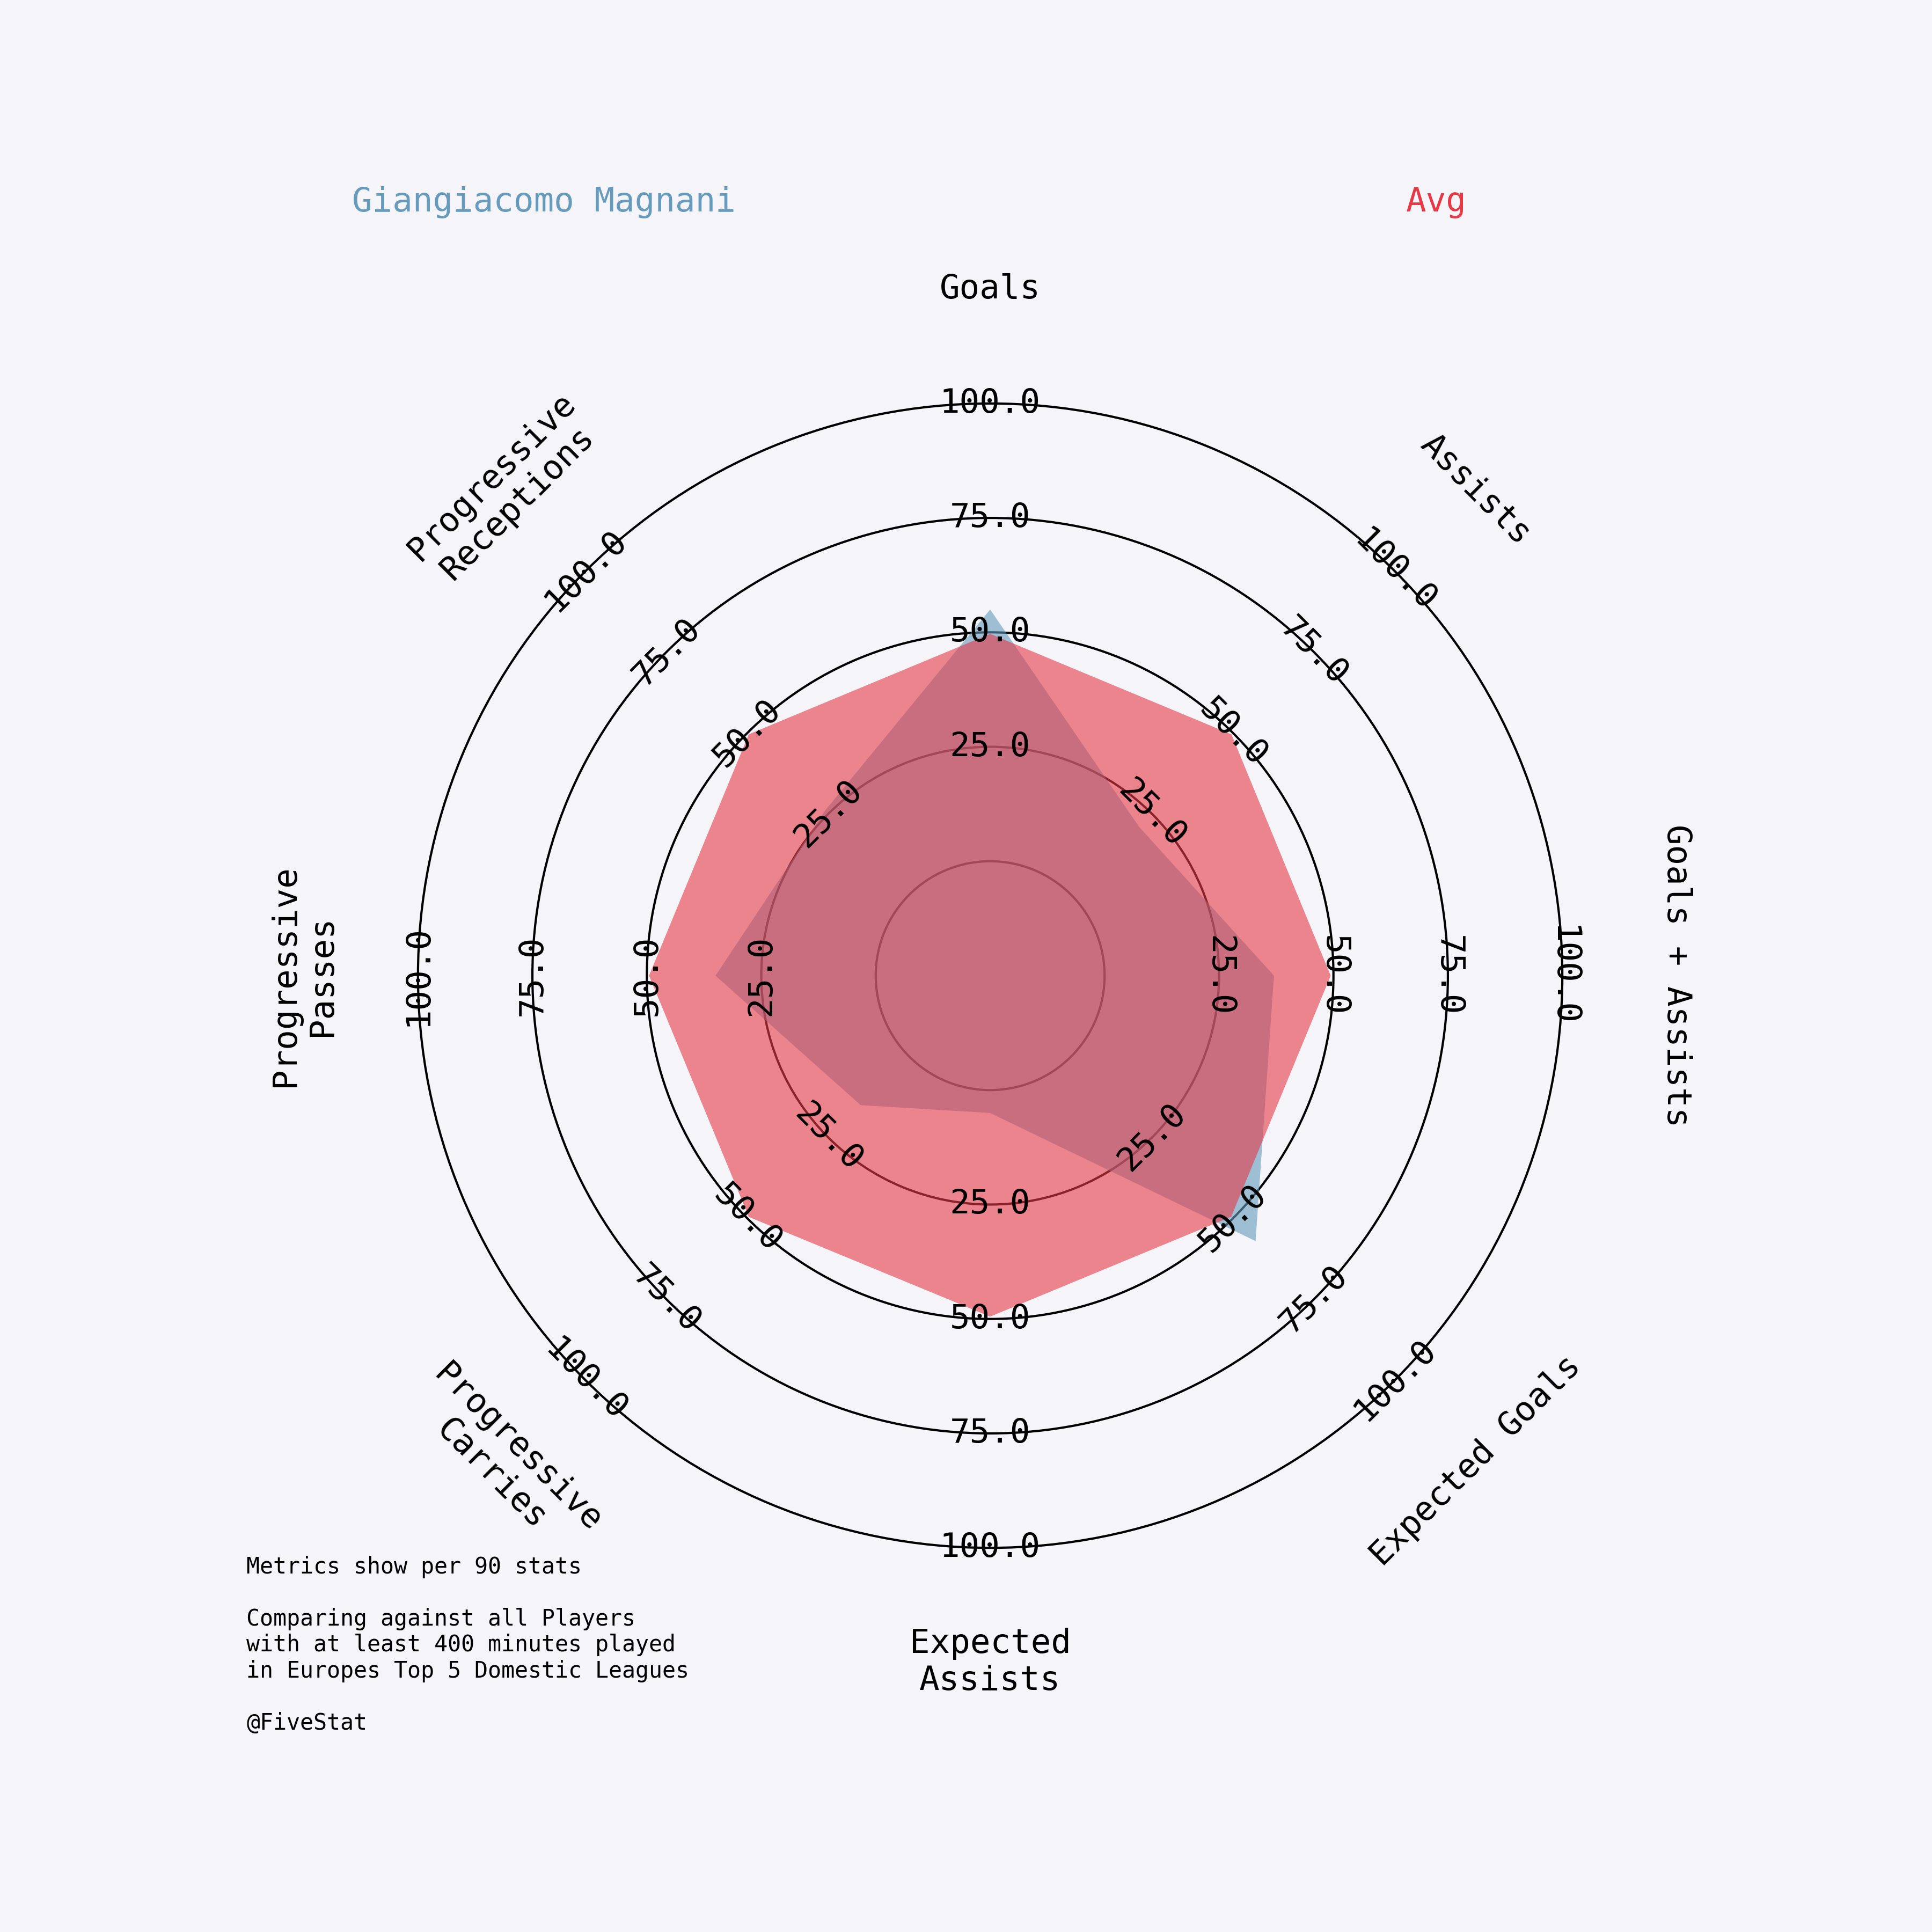 Giangiacomo Magnani
Avg
Goals
Assists
Goals + Assists
Expected Goals
Expected
Assists
Progressive
Carries
Progressive
Passes
Progressive
Receptions
25.0
50.0
75.0
100.0
25.0
50.0
75.0
100.0
25.0
50.0
75.0
100.0
25.0
50.0
75.0
100.0
25.0
50.0
75.0
100.0
25.0
50.0
75.0
100.0
25.0
50.0
75.0
100.0
25.0
50.0
75.0
100.0
Metrics show per 90 stats
Comparing against all Players
with at least 400 minutes played
in Europes Top 5 Domestic Leagues
@FiveStat